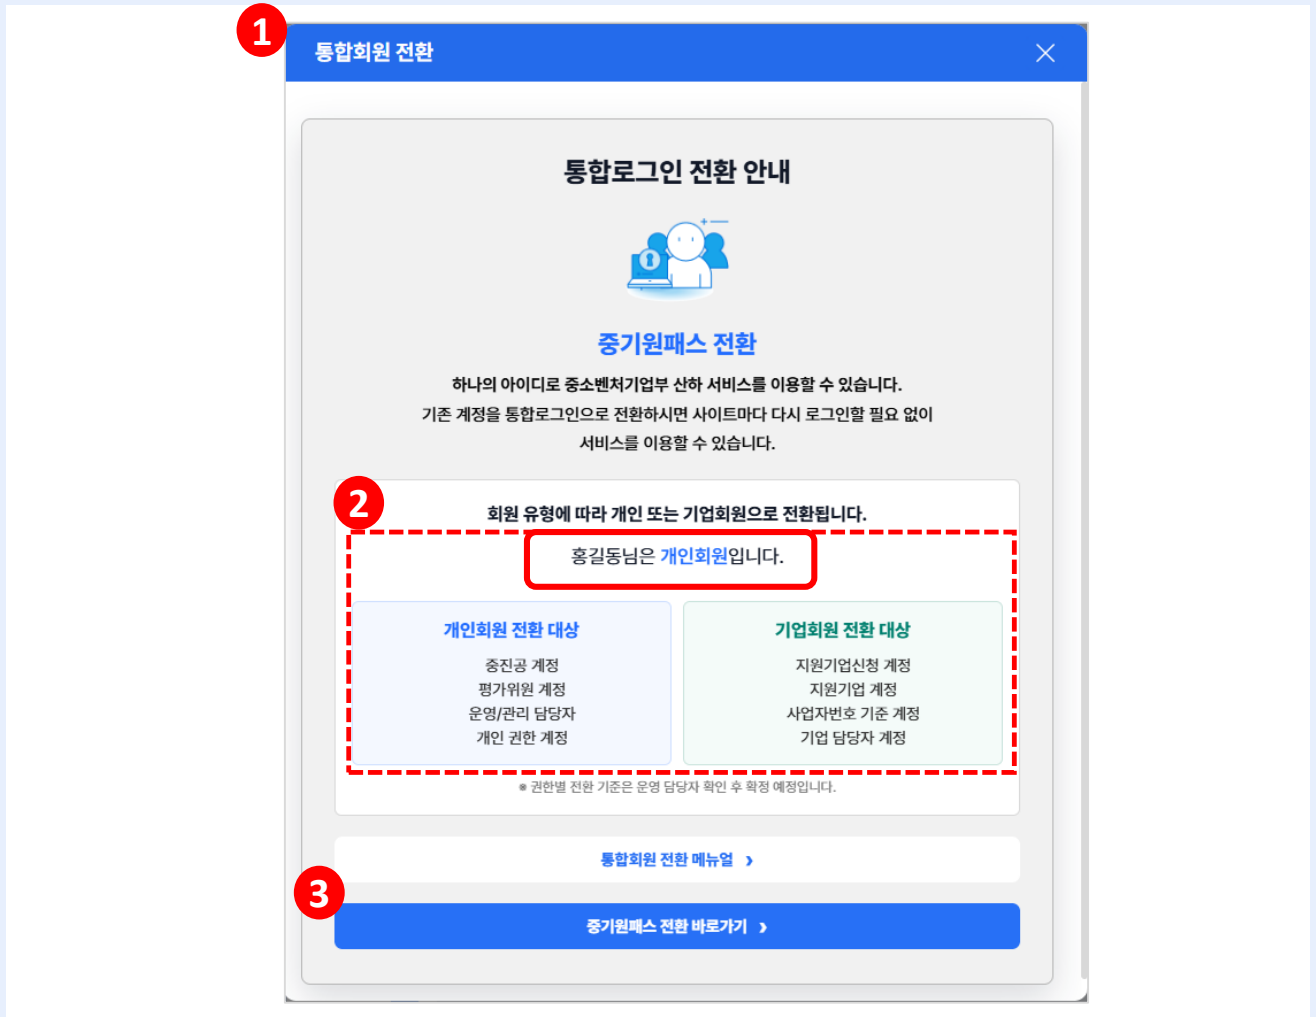 1
통합회원 전환
통합로그인 전환 안내
중기원패스 전환
하나의 아이디로 중소벤처기업부 산하 서비스를 이용할 수 있습니다.
기존 계정을 통합로그인으로 전환하시면 사이트마다 다시 로그인할 필요 없이
서비스를 이용할 수 있습니다.
2
회원 유형에 따라 개인 또는 기업회원으로 전환됩니다.
홍길동님은 개인회원입니다.
개인회원 전환 대상
중진공 계정
평가위원 계정
운영/관리 담당자
개인 권한 계정
기업회원 전환 대상
지원기업신청 계정
지원기업 계정
사업자번호 기준 계정
기업 담당자 계정
※ 권한별 전환 기준은 운영 담당자 확인 후 확정 예정입니다.
통합회원 전환 메뉴얼 ›
3
중기원패스 전환 바로가기 ›